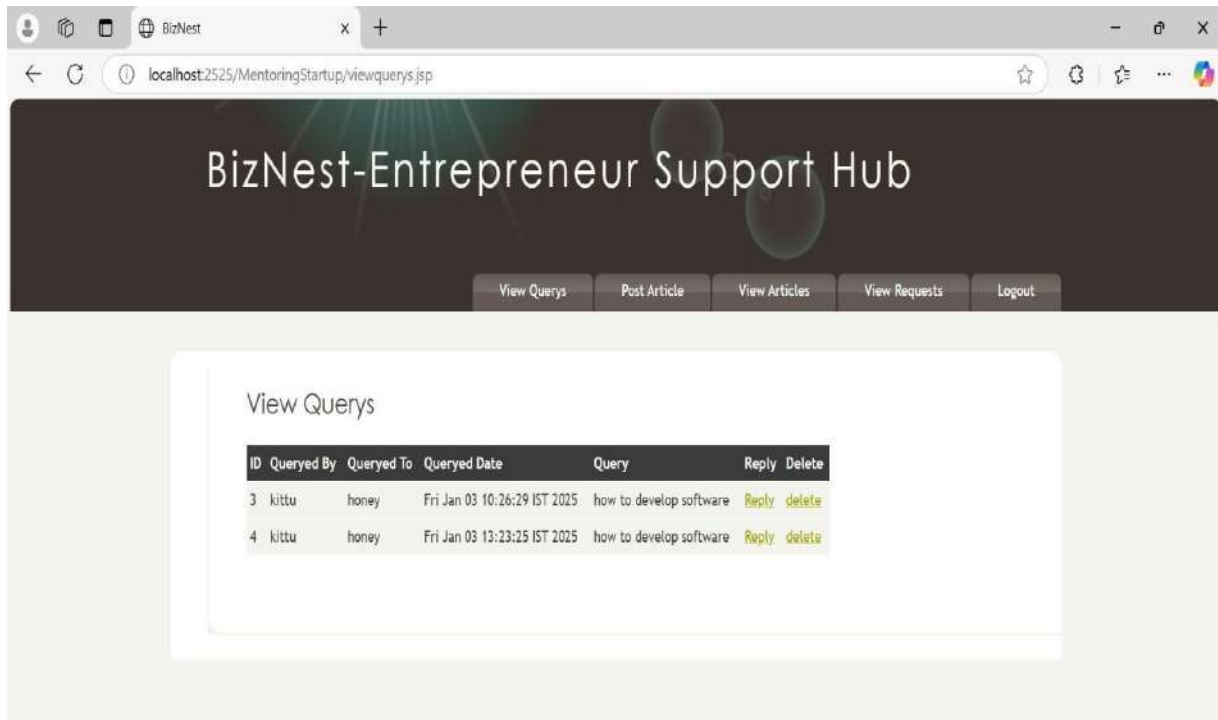 BizNest
localhost:2525/MentoringStartup/viewquerys.jsp
BizNest-Entrepreneur Support Hub
View Querys Post Article View Articles View Requests Logout
View Querys
ID Queryed By Queryed To Queryed Date Query Reply Delete
3 kittu honey Fri Jan 03 10:26:29 IST 2025 how to develop software Reply delete
4 kittu honey Fri Jan 03 13:23:25 IST 2025 how to develop software Reply delete